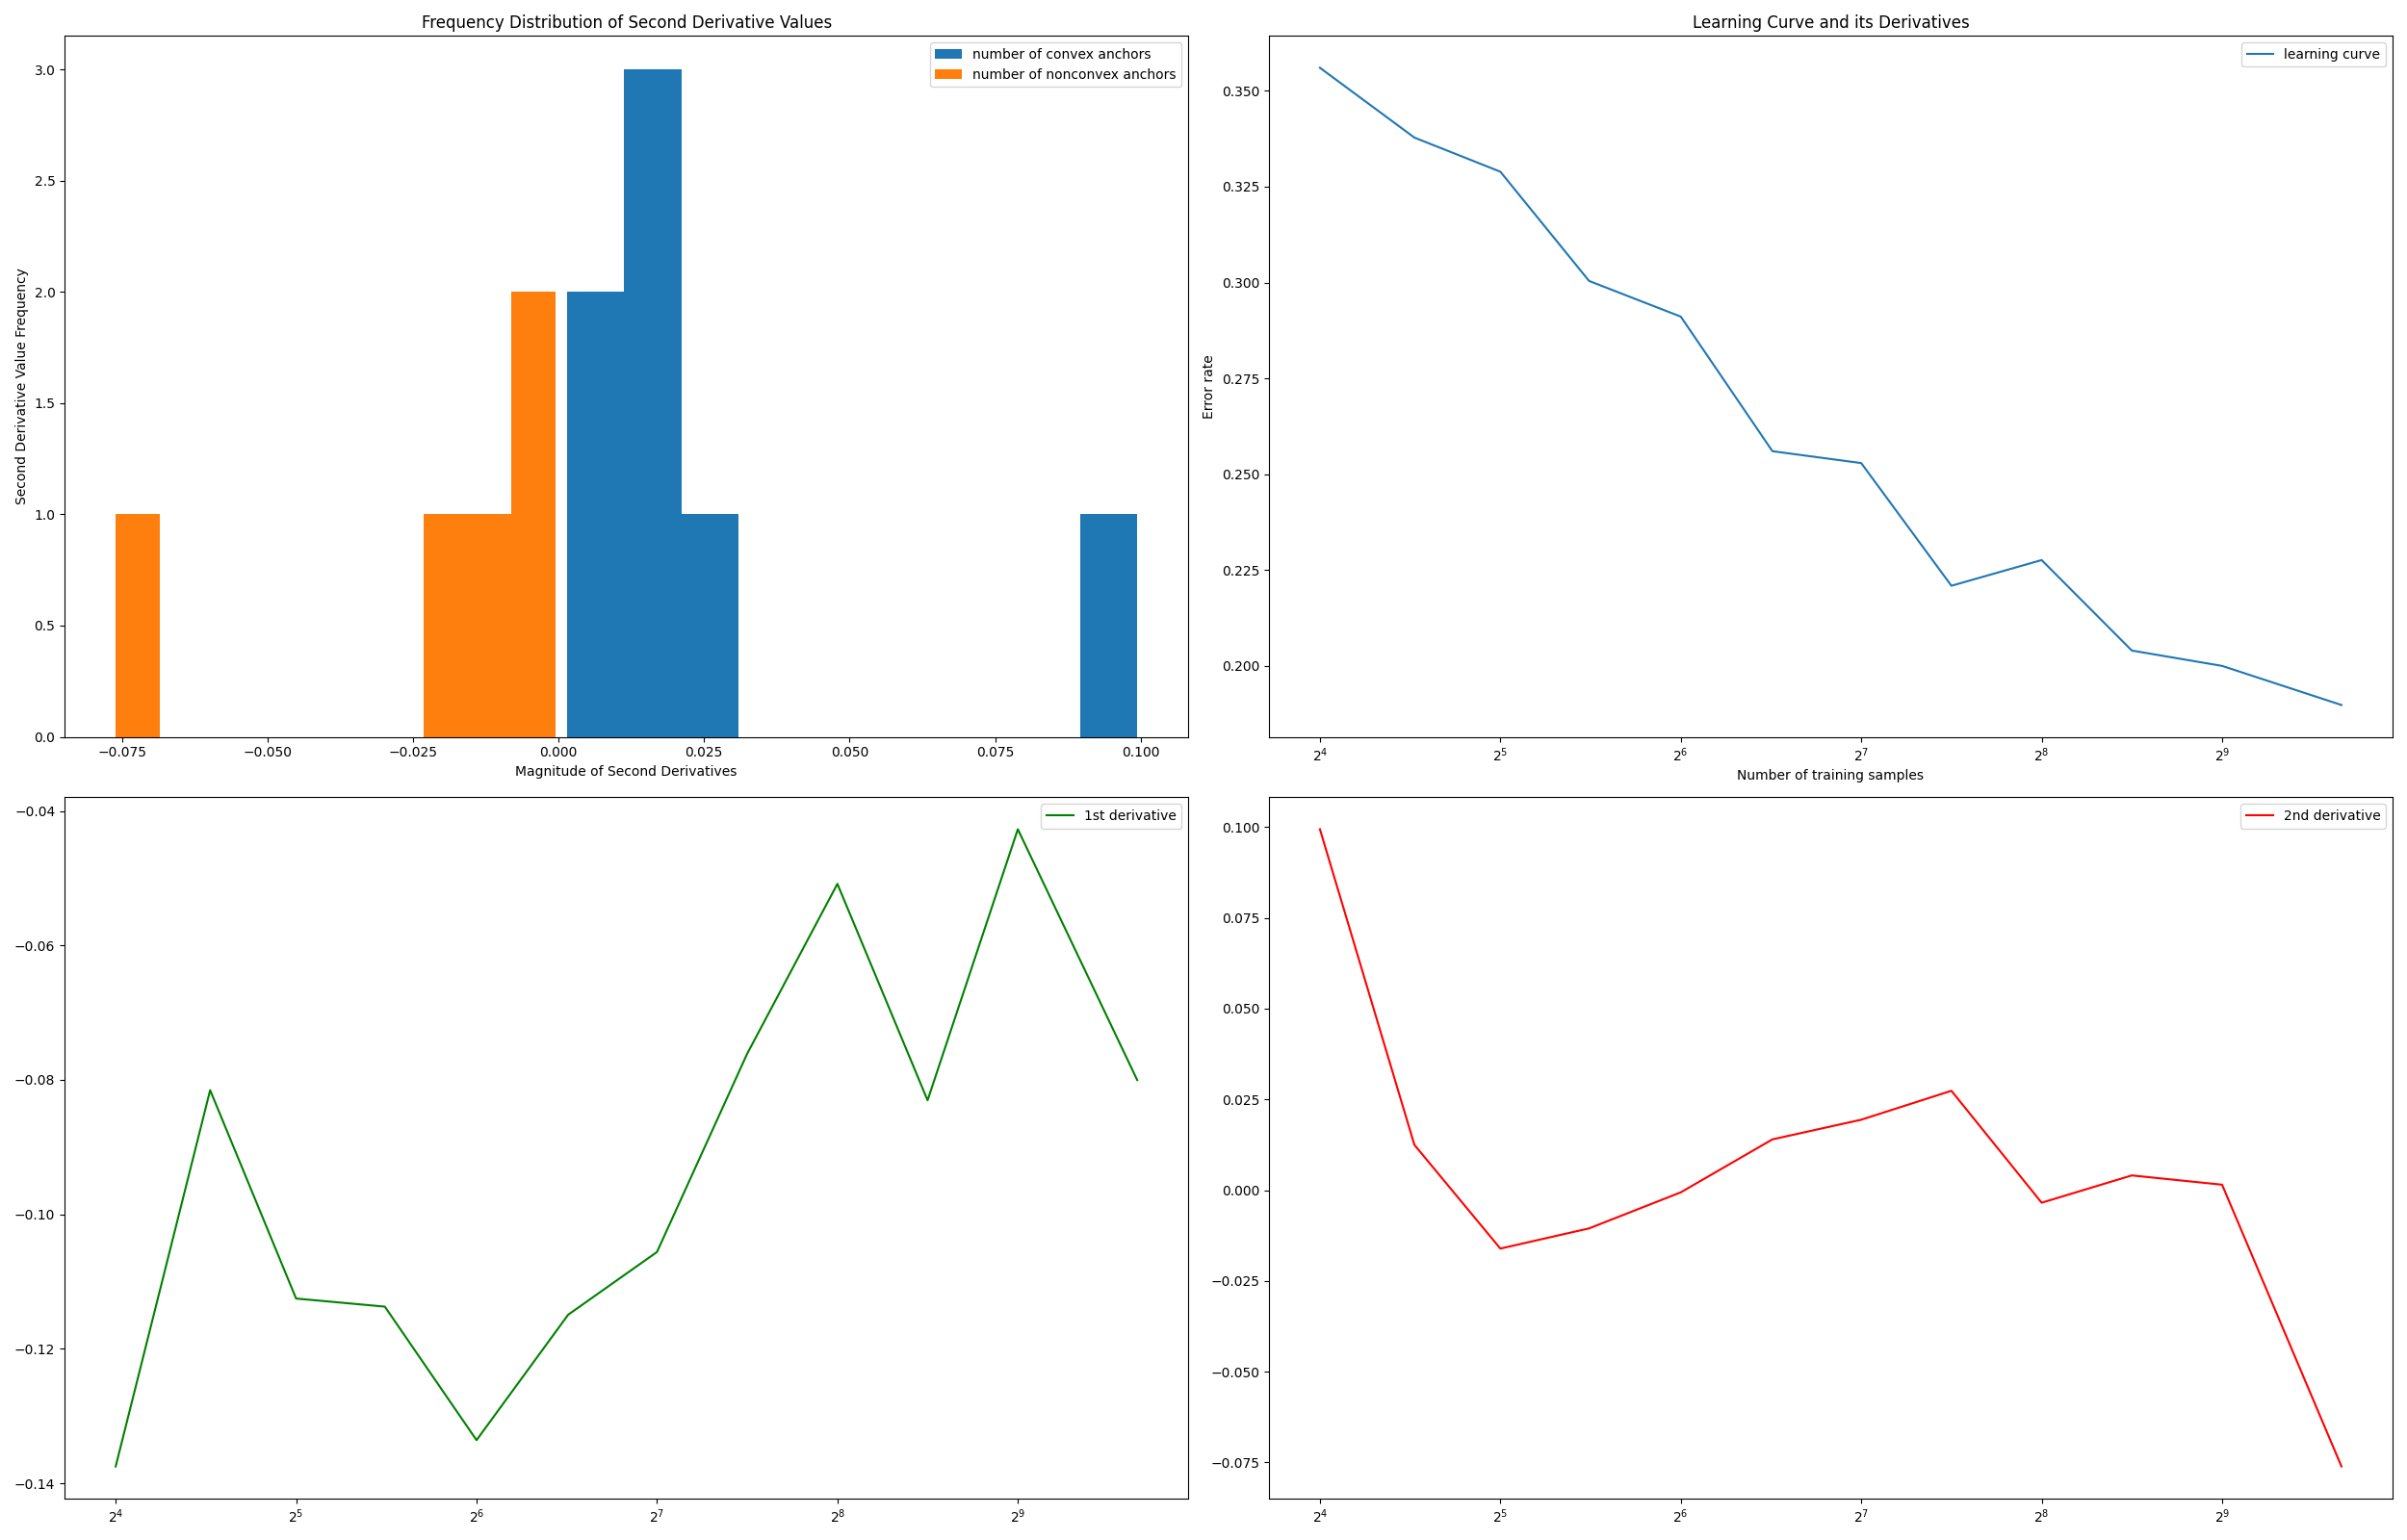 Frequency Distribution of Second Derivative Values
number of convex anchors
number of nonconvex anchors
Second Derivative Value Frequency
3.0
2.5
2.0
1.5
1.0
0.5
0.0
−0.075 −0.050 −0.025 0.000 0.025 0.050 0.075 0.100
Magnitude of Second Derivatives
Learning Curve and its Derivatives
learning curve
Error rate
0.350
0.325
0.300
0.275
0.250
0.225
0.200
2⁴ 2⁵ 2⁶ 2⁷ 2⁸ 2⁹
Number of training samples
1st derivative
−0.04
−0.06
−0.08
−0.10
−0.12
−0.14
2⁴ 2⁵ 2⁶ 2⁷ 2⁸ 2⁹
2nd derivative
0.100
0.075
0.050
0.025
0.000
−0.025
−0.050
−0.075
2⁴ 2⁵ 2⁶ 2⁷ 2⁸ 2⁹